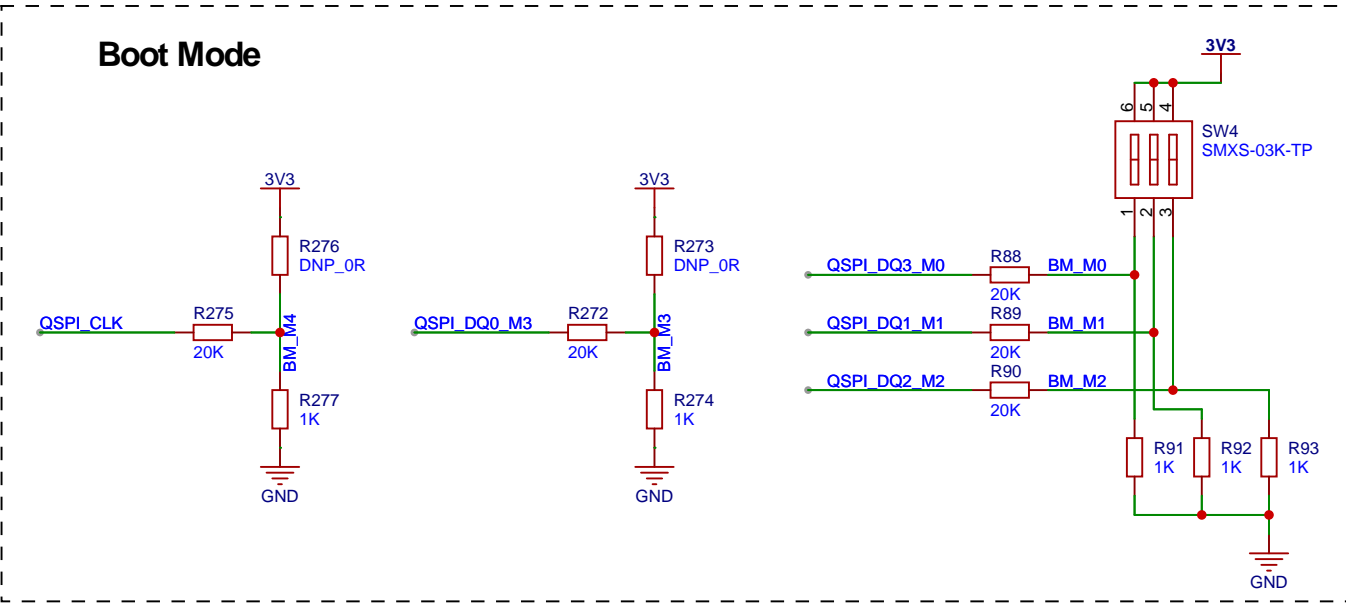 Boot Mode
3V3
6
5
4
SW4
SMXS-03K-TP
1
2
3
3V3
R276
DNP_0R
QSPI_CLK
R275
20K
BM_M4
R277
1K
GND
3V3
R273
DNP_0R
QSPI_DQ0_M3
R272
20K
BM_M3
R274
1K
GND
QSPI_DQ3_M0
R88
20K
BM_M0
QSPI_DQ1_M1
R89
20K
BM_M1
QSPI_DQ2_M2
R90
20K
BM_M2
R91
1K
R92
1K
R93
1K
GND